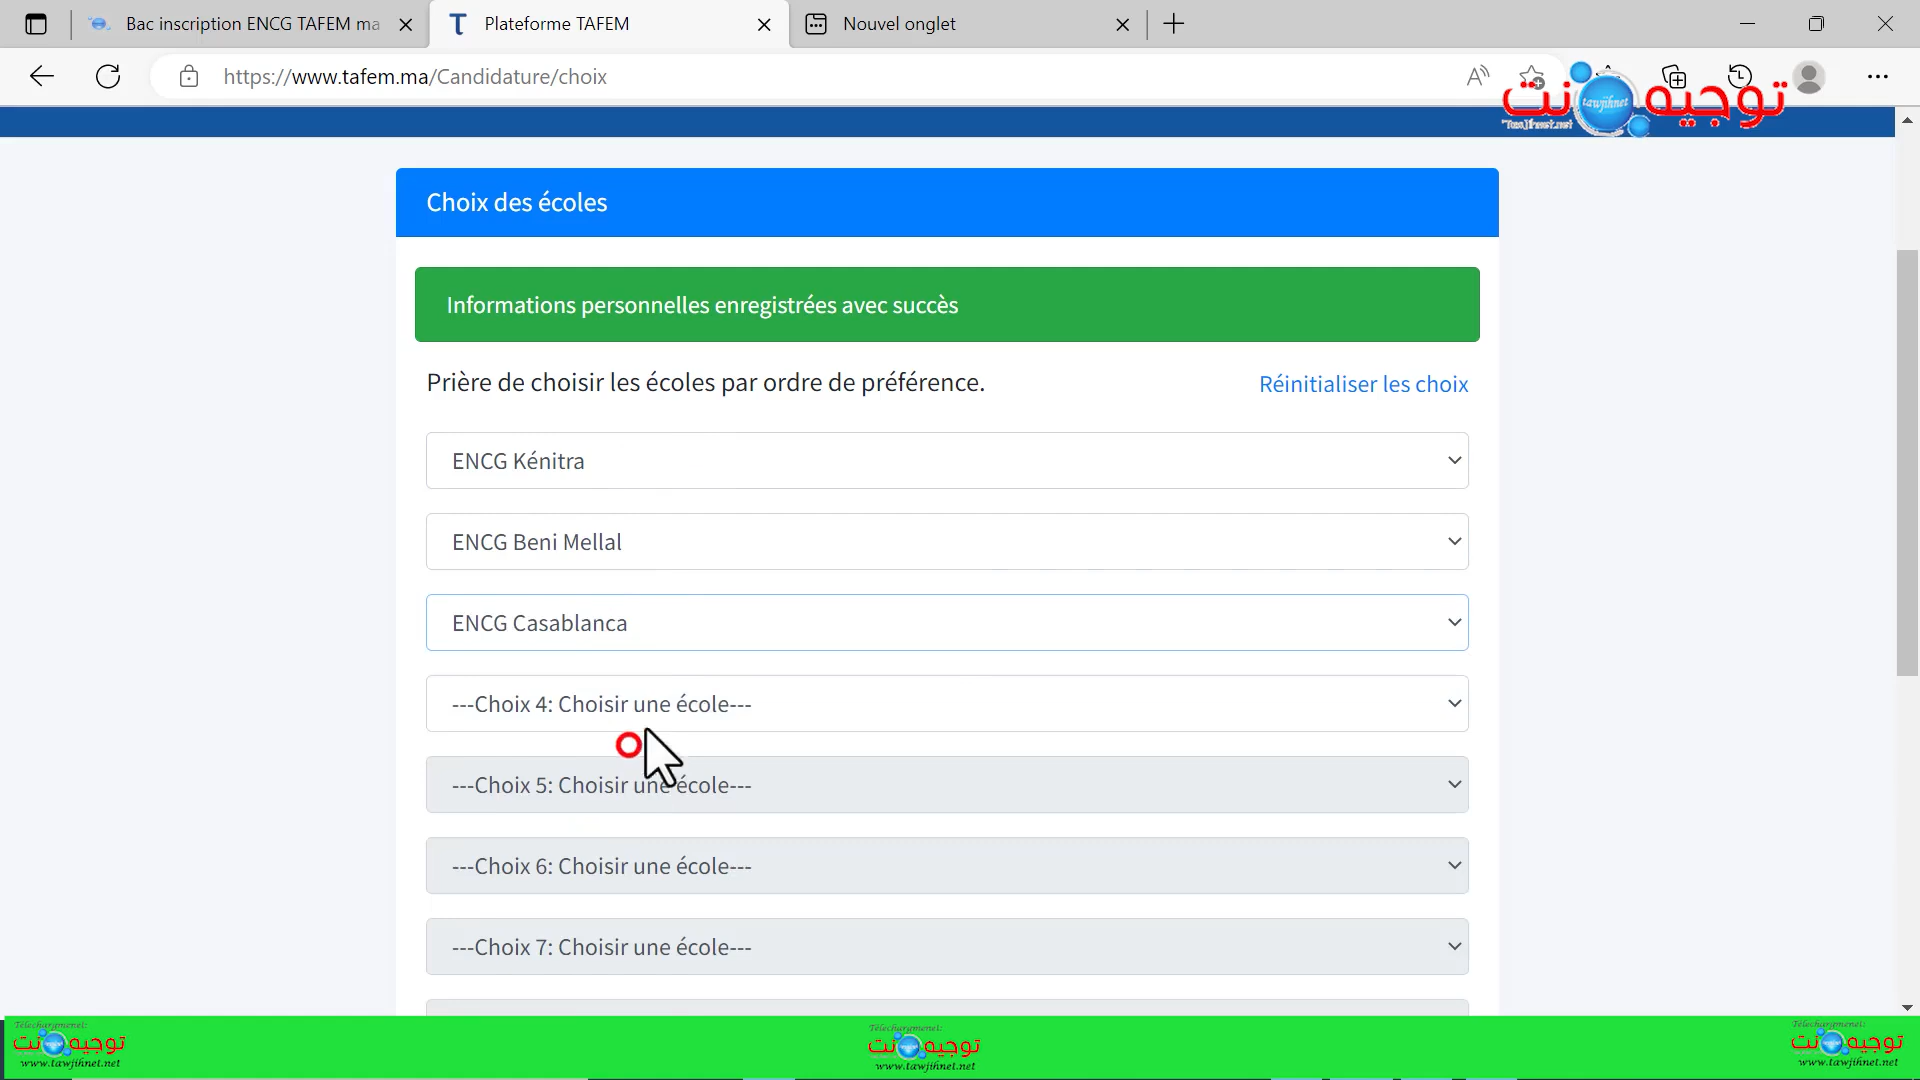 Bac inscription ENCG TAFEM ma
Plateforme TAFEM
Nouvel onglet
https://www.tafem.ma/Candidature/choix
توجيه نت
tawjihnet
Choix des écoles
Informations personnelles enregistrées avec succès
Prière de choisir les écoles par ordre de préférence.
Réinitialiser les choix
ENCG Kénitra
ENCG Beni Mellal
ENCG Casablanca
---Choix 4: Choisir une école---
---Choix 5: Choisir une école---
---Choix 6: Choisir une école---
---Choix 7: Choisir une école---
توجيه نت
www.tawjihnet.net
توجيه نت
www.tawjihnet.net
توجيه نت
www.tawjihnet.net